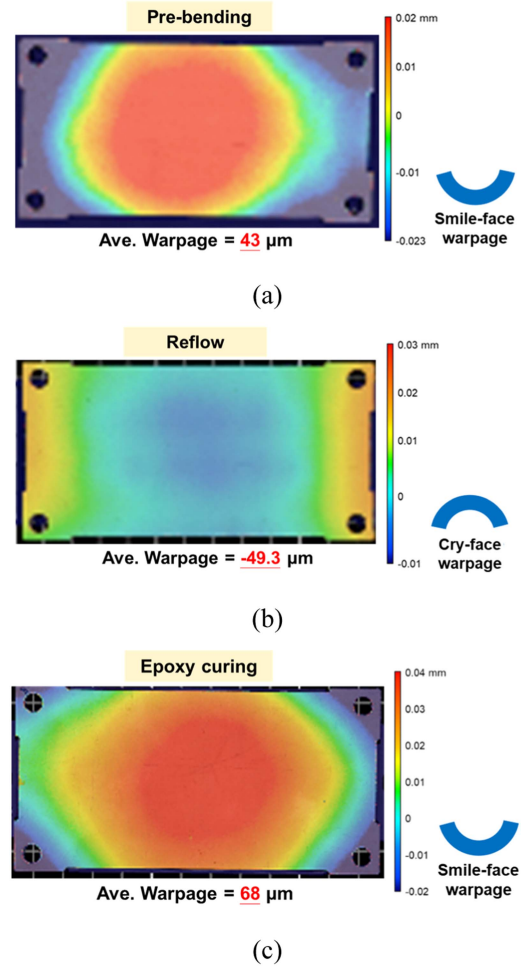 Pre-bending
0.02 mm
0.01
0
-0.01
-0.023
Smile-face
warpage
Ave. Warpage = 43 µm
(a)
Reflow
0.03 mm
0.02
0.01
0
-0.01
Cry-face
warpage
Ave. Warpage = -49.3 µm
(b)
Epoxy curing
0.04 mm
0.03
0.02
0.01
0
-0.01
-0.02
Smile-face
warpage
Ave. Warpage = 68 µm
(c)